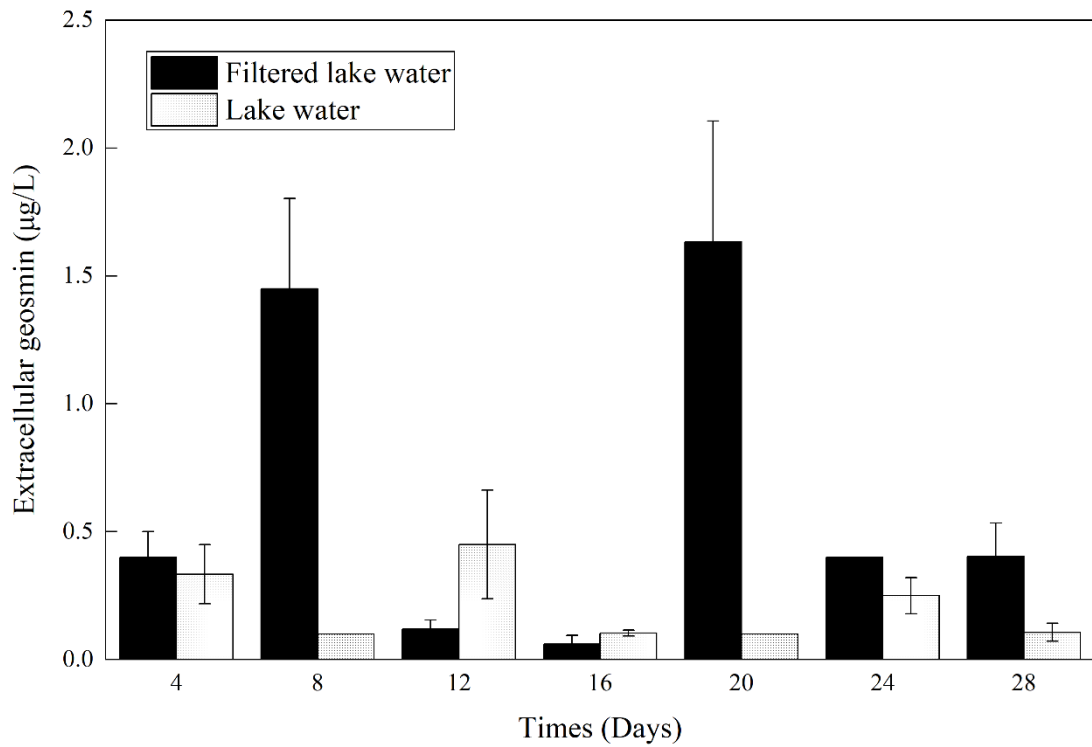 2.5
2.0
1.5
1.0
0.5
0.0
Extracellular geosmin (μg/L)
Filtered lake water
Lake water
4 8 12 16 20 24 28
Times (Days)